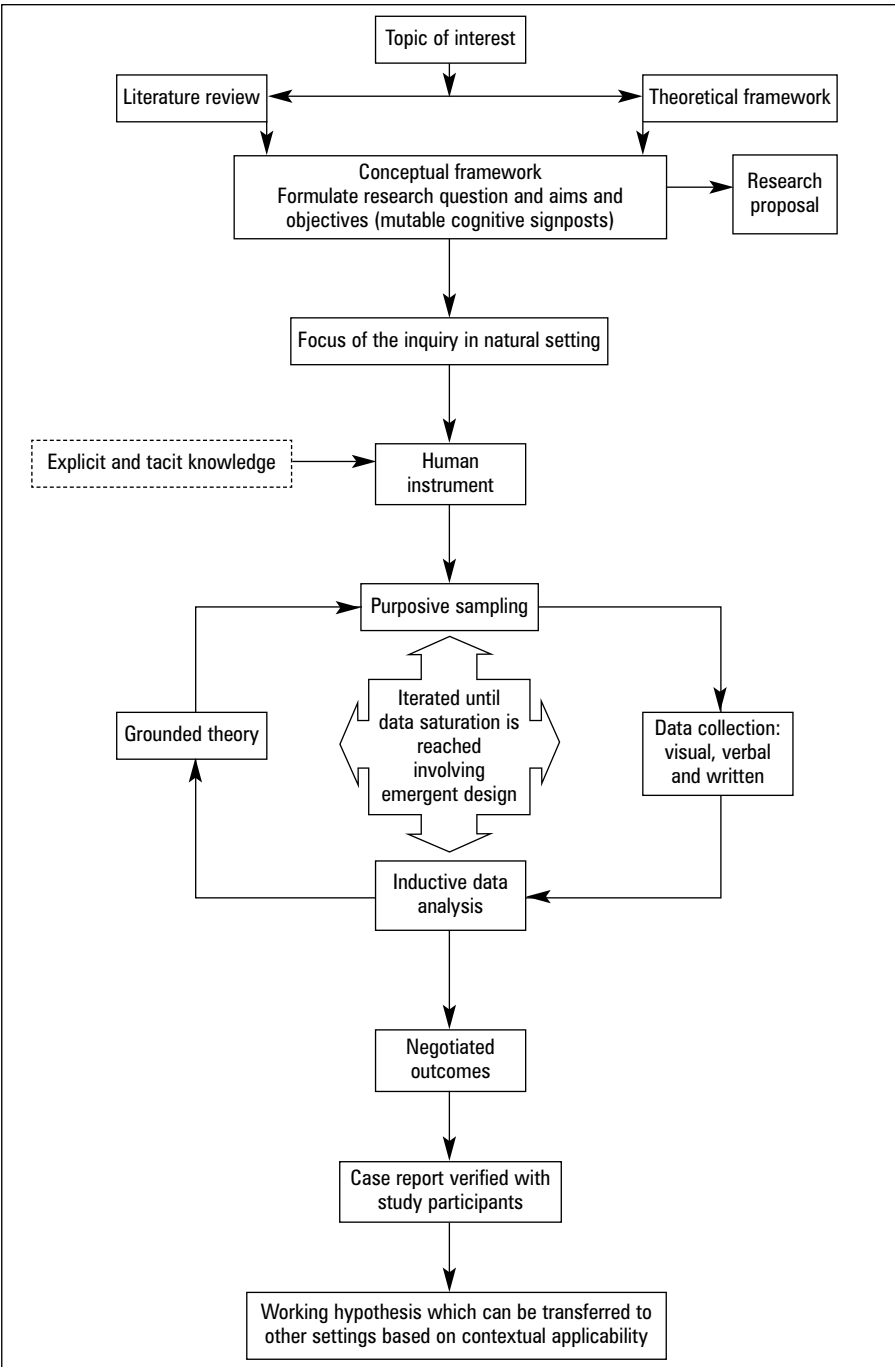 Topic of interest
Literature review
Theoretical framework
Conceptual framework
Formulate research question and aims and
objectives (mutable cognitive signposts)
Research
proposal
Focus of the inquiry in natural setting
Explicit and tacit knowledge
Human
instrument
Purposive sampling
Iterated until
data saturation is
reached
involving
emergent design
Grounded theory
Data collection:
visual, verbal
and written
Inductive data
analysis
Negotiated
outcomes
Case report verified with
study participants
Working hypothesis which can be transferred to
other settings based on contextual applicability